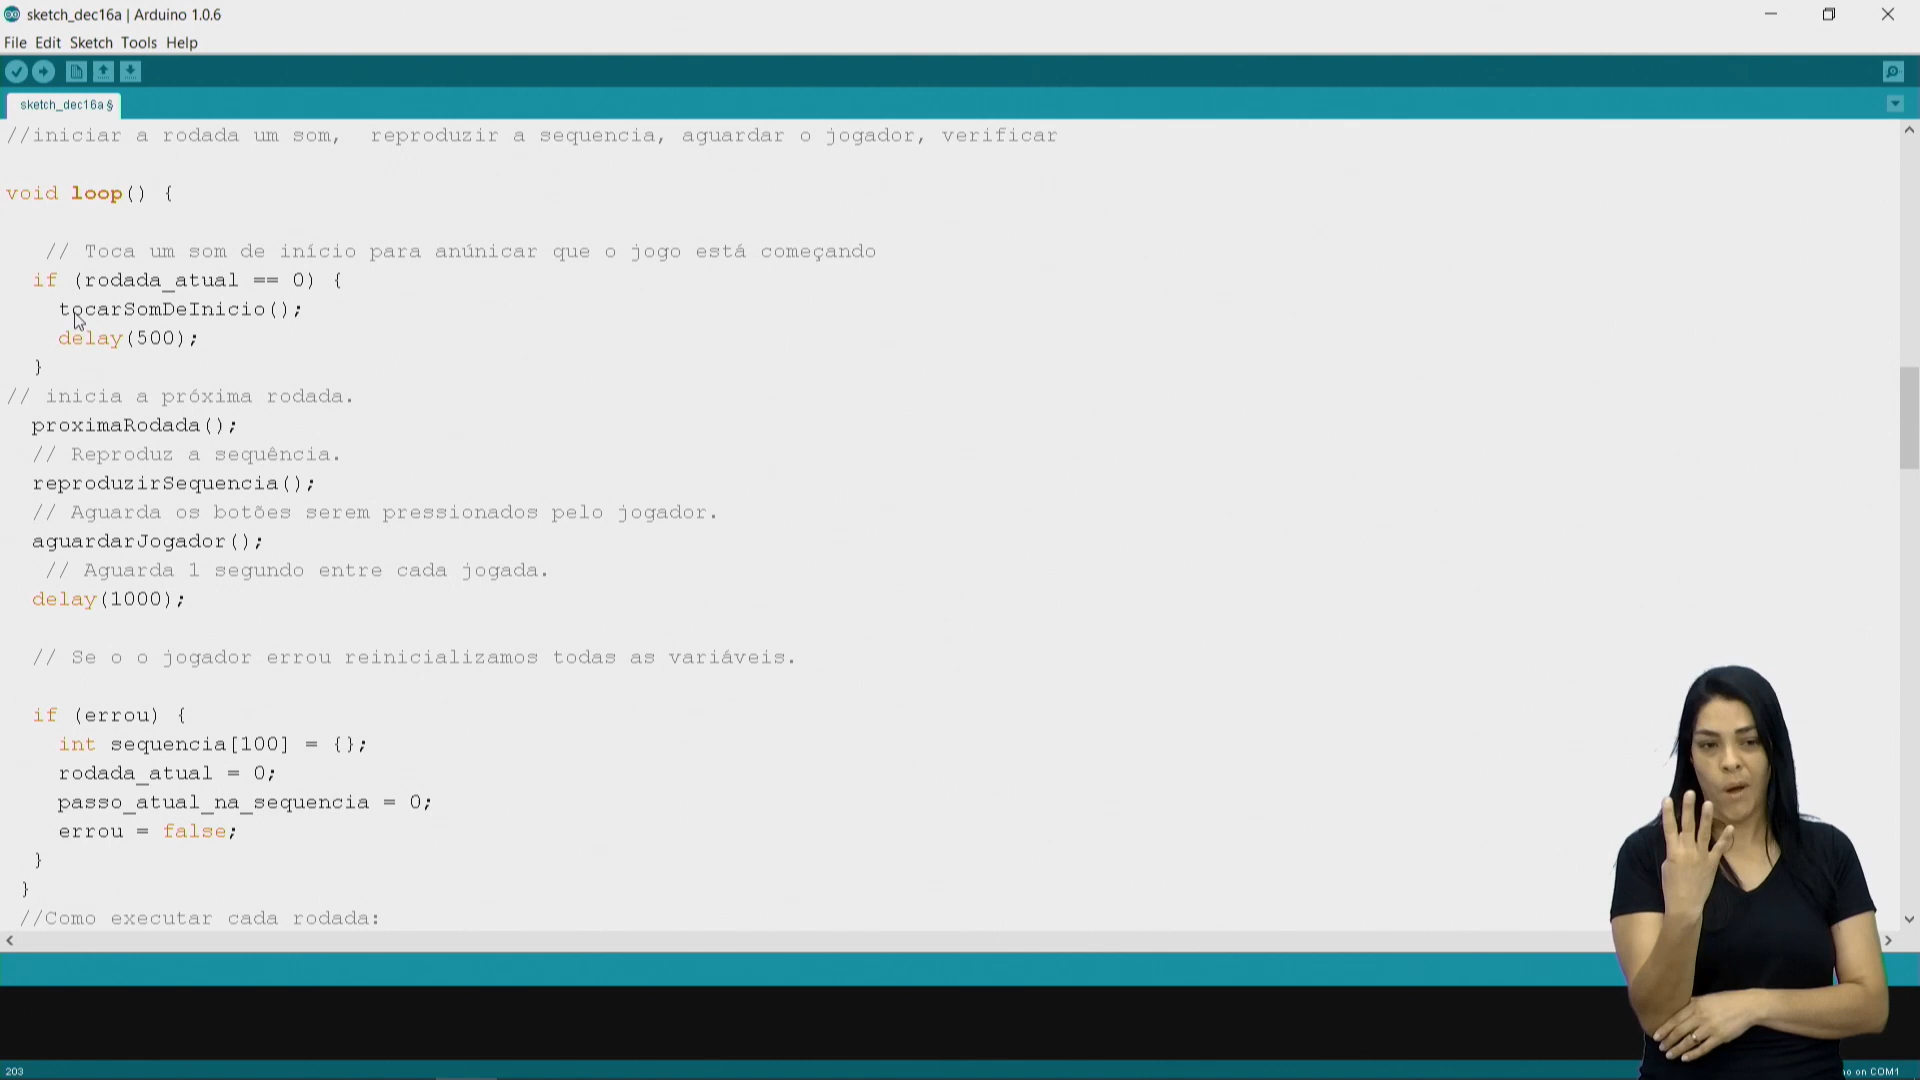 sketch_dec16a | Arduino 1.0.6
File Edit Sketch Tools Help
sketch_dec16a §
//iniciar a rodada um som,  reproduzir a sequencia, aguardar o jogador, verificar
void loop() {
// Toca um som de início para anúnicar que o jogo está começando
if (rodada_atual == 0) {
tocarSomDeInicio();
delay(500);
}
// inicia a próxima rodada.
proximaRodada();
// Reproduz a sequência.
reproduzirSequencia();
// Aguarda os botões serem pressionados pelo jogador.
aguardarJogador();
// Aguarda 1 segundo entre cada jogada.
delay(1000);
// Se o o jogador errou reinicializamos todas as variáveis.
if (errou) {
int sequencia[100] = {};
rodada_atual = 0;
passo_atual_na_sequencia = 0;
errou = false;
}
}
//Como executar cada rodada:
203
on COM1